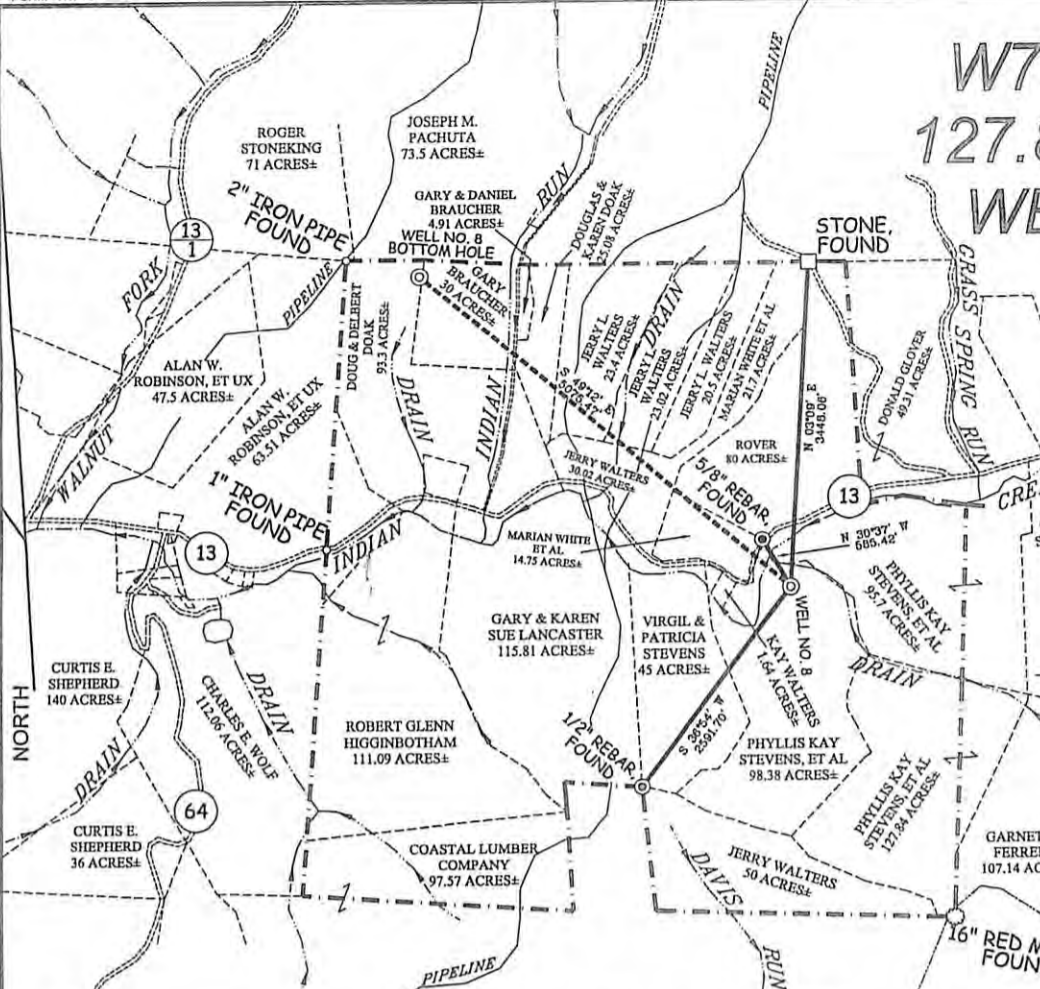 W7
127.8
WE
PIPELINE
ROGER
STONEKING
71 ACRES±
JOSEPH M.
PACHUTA
73.5 ACRES±
2" IRON PIPE
FOUND
GARY & DANIEL
BRAUCHER
4.91 ACRES±
WELL NO. 8
BOTTOM HOLE
RUN
DOUGLAS &
KAREN DOAK
STONE,
FOUND
13
1
FORK
PIPELINE
GARY
BRAUCHER
30 ACRES±
DOUG & DELBERT
DOAK
93.3 ACRES±
JERRY L.
WALTERS
DRAIN
JERRY L.
WALTERS
23.02 ACRES±
JERRY L. WALTERS
20.5 ACRES±
MARIAN WHITE ET AL
21.7 ACRES±
GRASS SPRING RUN
DONALD GLOVER
49.31 ACRES±
N 03°09' E
3448.06'
ALAN W.
ROBINSON, ET UX
47.5 ACRES±
ALAN W.
ROBINSON, ET UX
63.51 ACRES±
WALNUT
DRAIN
INDIAN
S 49°12' E
ROVER
80 ACRES±
JERRY WALTERS
30.02 ACRES±
5/8" REBAR,
FOUND
13
1" IRON PIPE
FOUND
INDIAN
13
MARIAN WHITE
ET AL
14.75 ACRES±
N 30°37' W
685.42'
PHYLLIS KAY
STEVENS, ET AL
95.7 ACRES±
DRAIN
WELL NO. 8
GARY & KAREN
SUE LANCASTER
115.81 ACRES±
VIRGIL &
PATRICIA
STEVENS
45 ACRES±
KAY WALTERS
1.64 ACRES±
NORTH
CURTIS E.
SHEPHERD
140 ACRES±
DRAIN
CHARLES E. WOLF
112.06 ACRES±
ROBERT GLENN
HIGGINBOTHAM
111.09 ACRES±
1/2" REBAR,
FOUND
S 36°54' W
2591.70'
PHYLLIS KAY
STEVENS, ET AL
98.38 ACRES±
PHYLLIS KAY
STEVENS, ET AL
127.84 ACRES±
DRAIN
64
CURTIS E.
SHEPHERD
36 ACRES±
COASTAL LUMBER
COMPANY
97.57 ACRES±
DAVIS
RUN
JERRY WALTERS
50 ACRES±
GARNET
FERRE
107.14 AC
16" RED M
FOUN
PIPELINE